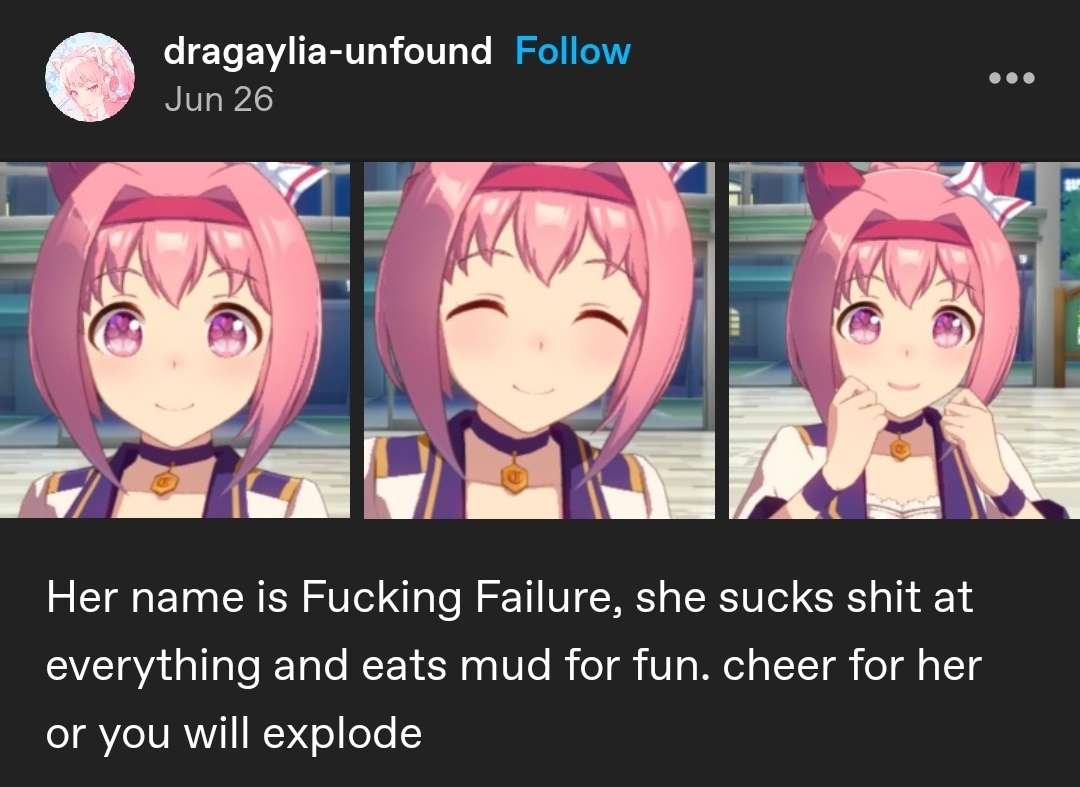 dragaylia-unfound Follow
Jun 26
Her name is Fucking Failure, she sucks shit at
everything and eats mud for fun. cheer for her
or you will explode